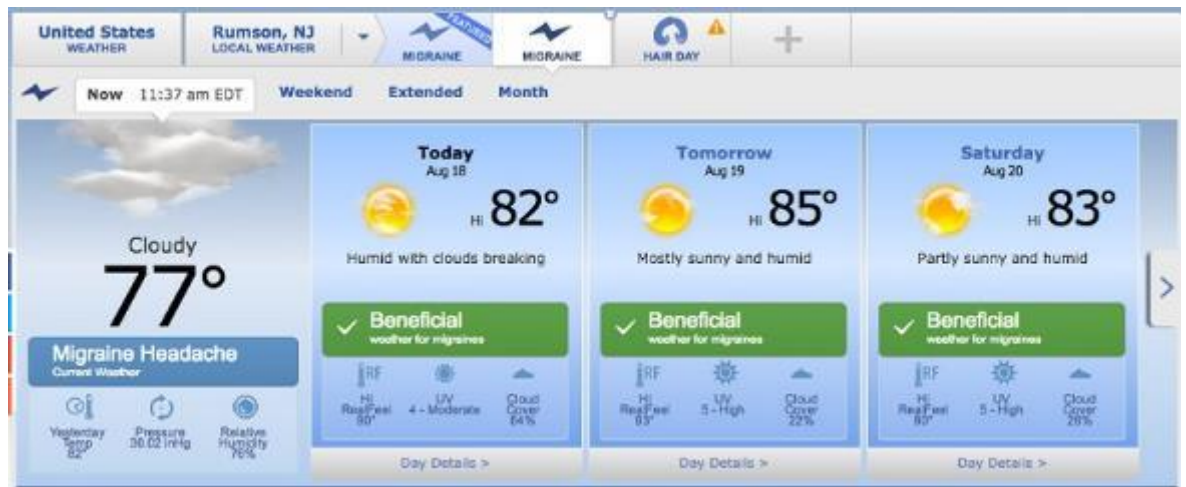 United States
WEATHER
Rumson, NJ
LOCAL WEATHER
FEATURED
MIGRAINE
MIGRAINE
HAIR DAY
Now 11:37 am EDT Weekend Extended Month
Cloudy
77°
Migraine Headache
Current Weather
Yesterday
Temp
82°
Pressure
30.02 inHg
Relative
Humidity
76%
Today
Aug 18
Hi 82°
Humid with clouds breaking
Beneficial
weather for migraines
RF
Hi
RealFeel
90°
UV
4 - Moderate
Cloud
Cover
64%
Day Details >
Tomorrow
Aug 19
Hi 85°
Mostly sunny and humid
Beneficial
weather for migraines
RF
Hi
RealFeel
UV
5 - High
Cloud
Cover
22%
Day Details >
Saturday
Aug 20
Hi 83°
Partly sunny and humid
Beneficial
weather for migraines
RF
Hi
RealFeel
UV
5 - High
Cloud
Cover
28%
Day Details >